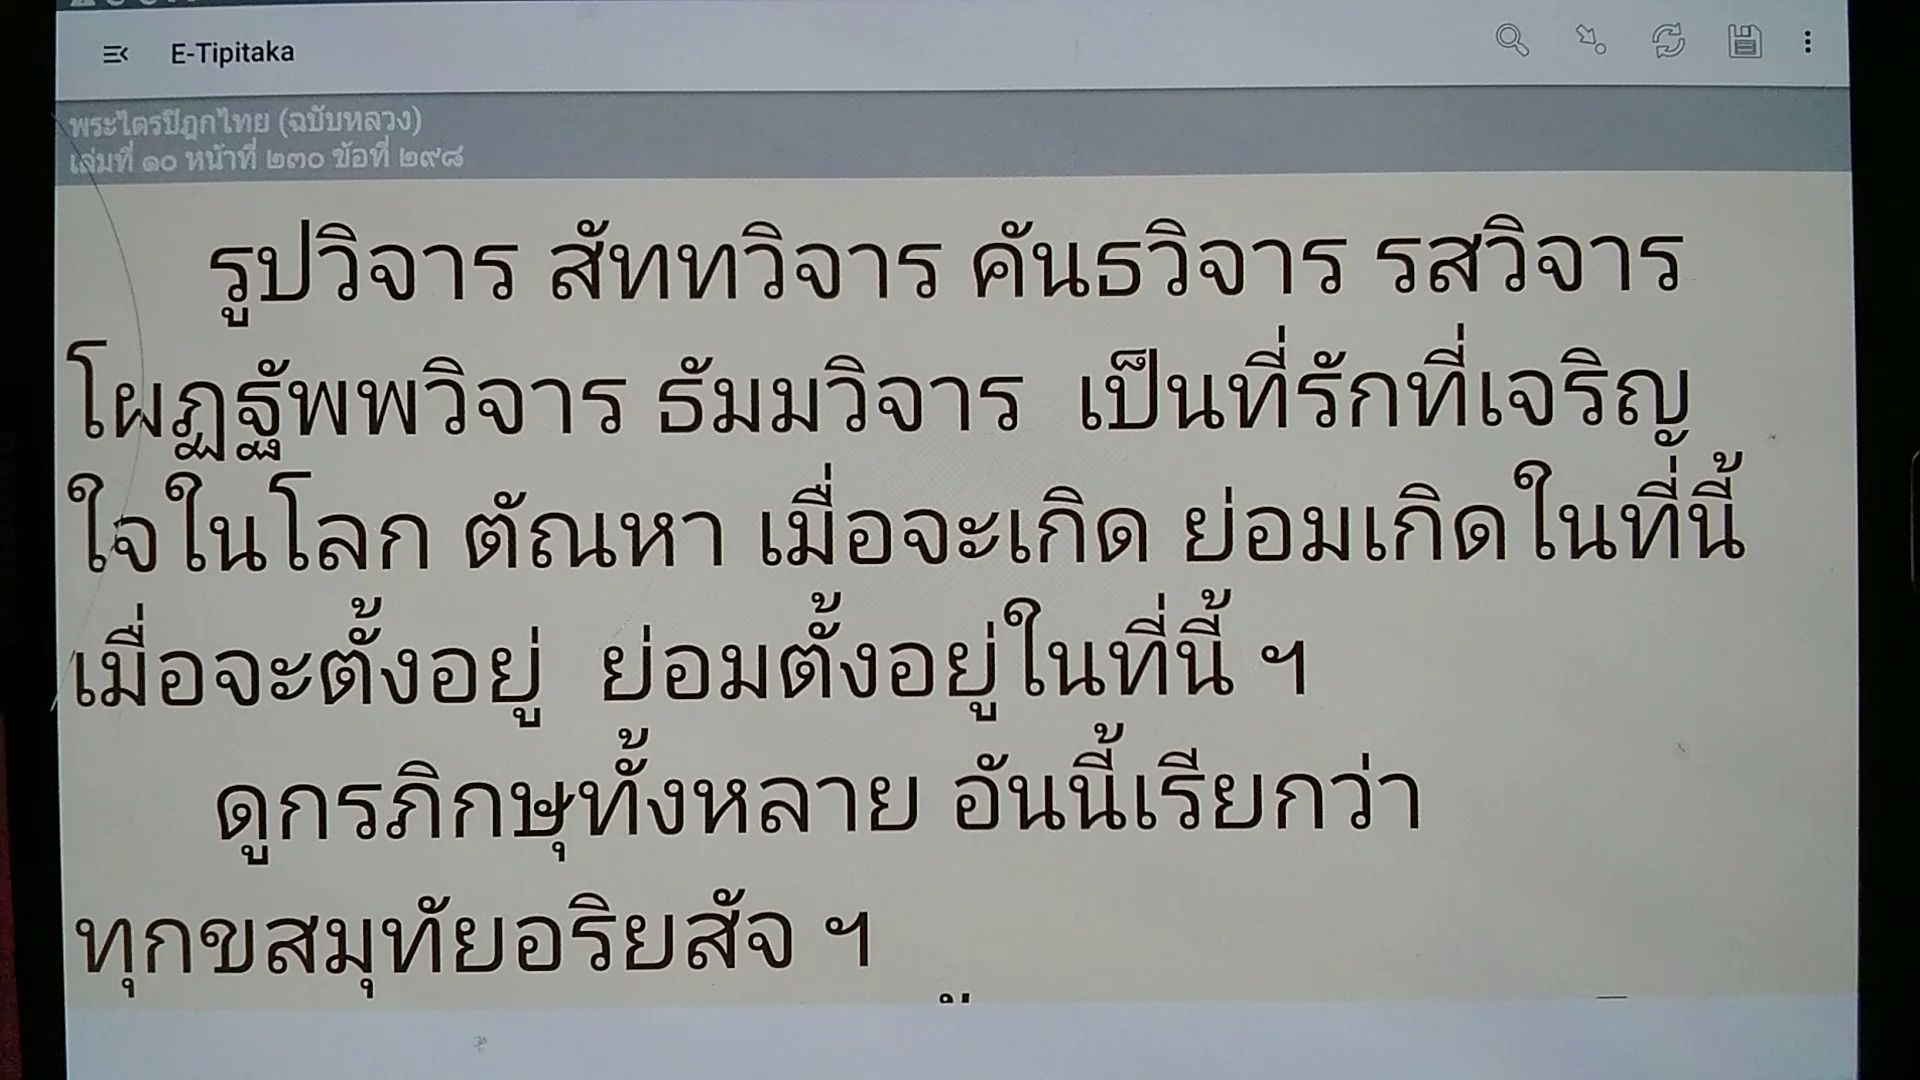 E-Tipitaka
พระไตรปิฎกไทย (ฉบับหลวง)
เล่มที่ ๑๐ หน้าที่ ๒๓๐ ข้อที่ ๒๙๘
รูปวิจาร สัททวิจาร คันธวิจาร รสวิจาร
โผฏฐัพพวิจาร ธัมมวิจาร เป็นที่รักที่เจริญ
ใจในโลก ตัณหา เมื่อจะเกิด ย่อมเกิดในที่นี้
เมื่อจะตั้งอยู่ ย่อมตั้งอยู่ในที่นี้ ฯ
ดูกรภิกษุทั้งหลาย อันนี้เรียกว่า
ทุกขสมุทัยอริยสัจ ฯ